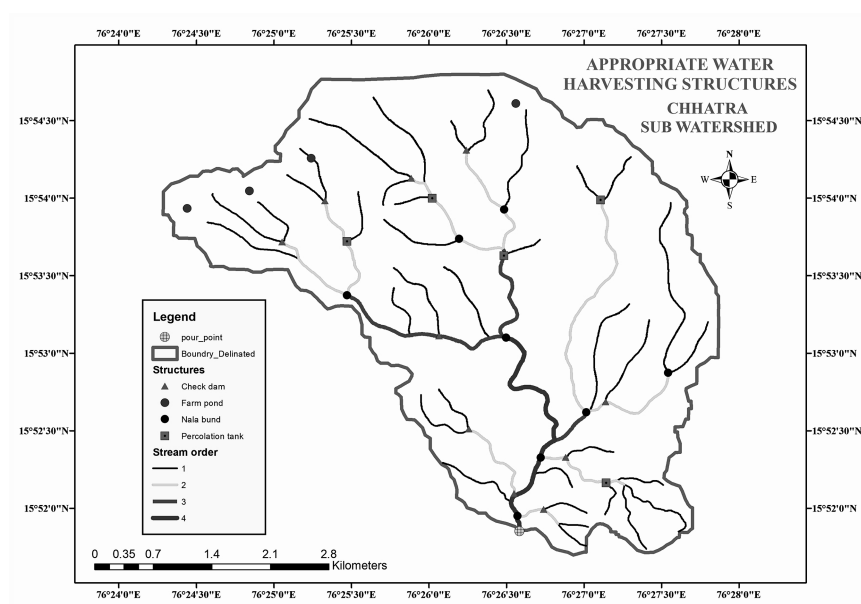 76°24'0"E 76°24'30"E 76°25'0"E 76°25'30"E 76°26'0"E 76°26'30"E 76°27'0"E 76°27'30"E 76°28'0"E
APPROPRIATE WATER
HARVESTING STRUCTURES
CHHATRA
SUB WATERSHED
N
W E
S
15°54'30"N 15°54'30"N
15°54'0"N 15°54'0"N
15°53'30"N 15°53'30"N
15°53'0"N 15°53'0"N
15°52'30"N 15°52'30"N
15°52'0"N 15°52'0"N
Legend
pour_point
Boundry_Delinated
Structures
Check dam
Farm pond
Nala bund
Percolation tank
Stream order
1
2
3
4
0 0.35 0.7 1.4 2.1 2.8
Kilometers
76°24'0"E 76°24'30"E 76°25'0"E 76°25'30"E 76°26'0"E 76°26'30"E 76°27'0"E 76°27'30"E 76°28'0"E